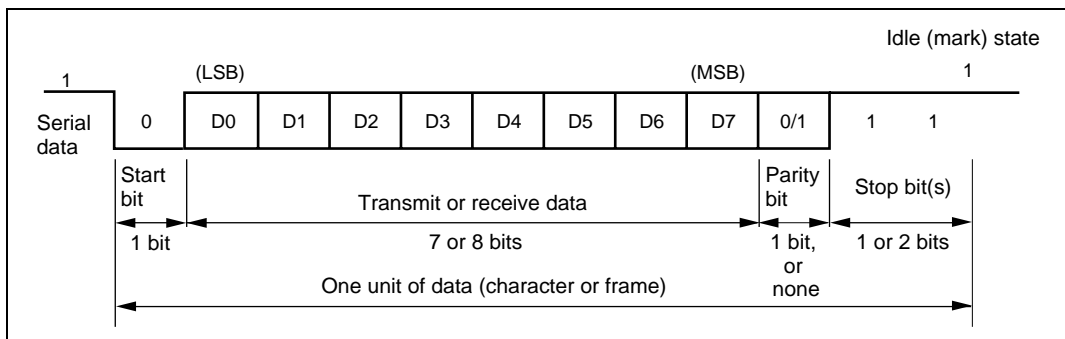 Idle (mark) state
1 (LSB) (MSB) 1
Serial data 0 D0 D1 D2 D3 D4 D5 D6 D7 0/1 1 1
Start bit
Transmit or receive data
Parity bit
Stop bit(s)
1 bit
7 or 8 bits
1 bit, or none
1 or 2 bits
One unit of data (character or frame)